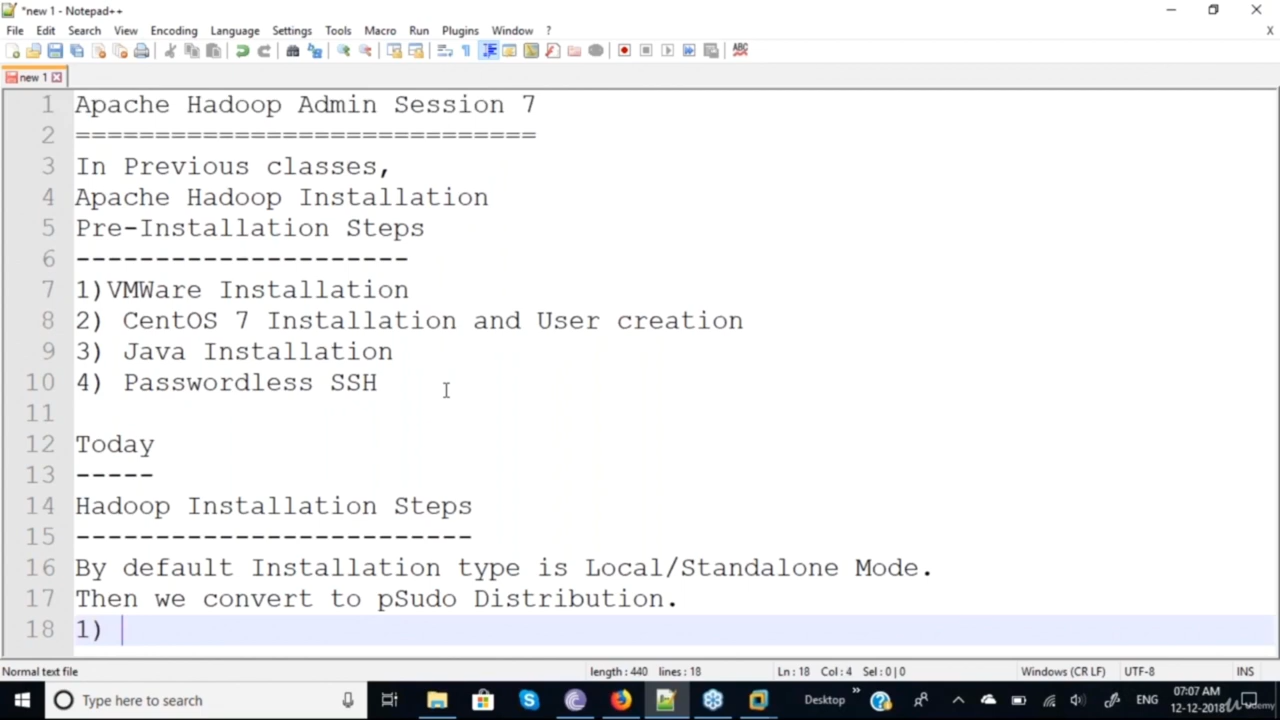 *new 1 - Notepad++
File Edit Search View Encoding Language Settings Tools Macro Run Plugins Window ?
X
new 1
1 Apache Hadoop Admin Session 7
2 =============================
3 In Previous classes,
4 Apache Hadoop Installation
5 Pre-Installation Steps
6 ---------------------
7 1)VMWare Installation
8 2) CentOS 7 Installation and User creation
9 3) Java Installation
10 4) Passwordless SSH
11
12 Today
13 -----
14 Hadoop Installation Steps
15 -------------------------
16 By default Installation type is Local/Standalone Mode.
17 Then we convert to pSudo Distribution.
18 1)
Normal text file length : 440 lines : 18 Ln : 18 Col : 4 Sel : 0 | 0 Windows (CR LF) UTF-8 INS
Type here to search Desktop ENG 07:07 AM
12-12-2018
Udemy